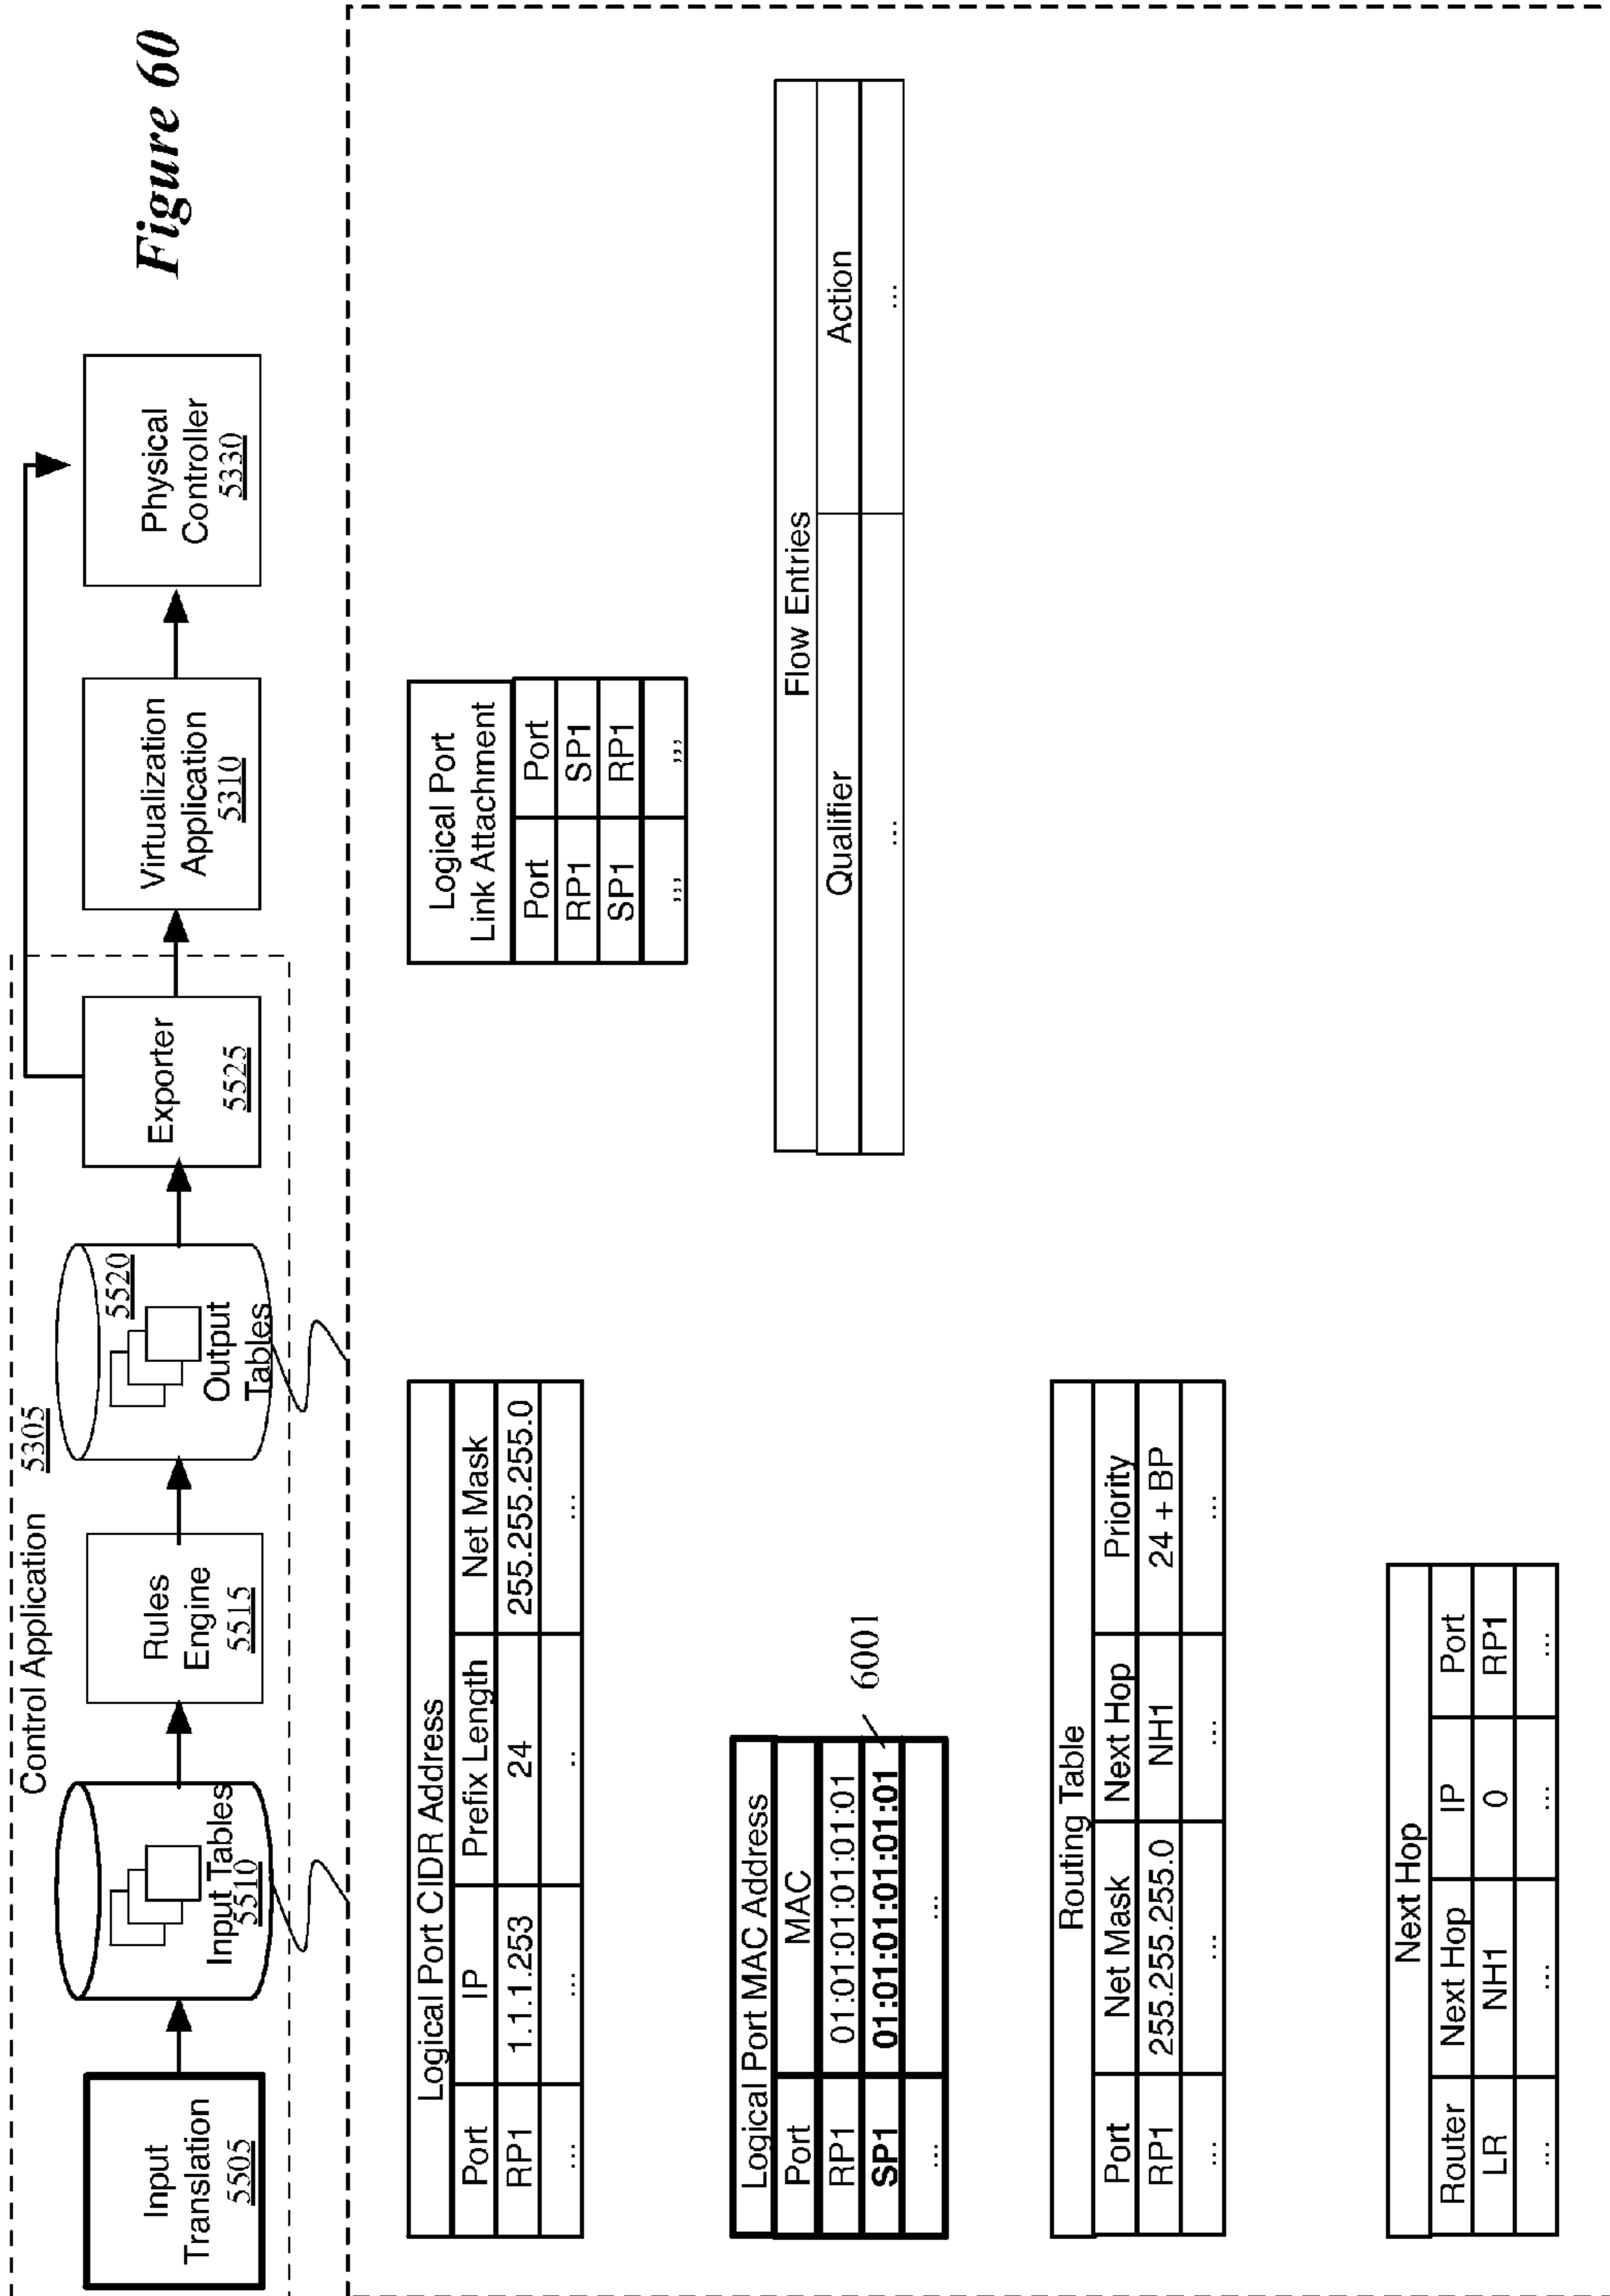 Figure 60
Control Application
5305
Input
Translation
5505
Input Tables
5510
Rules
Engine
5515
5520
Output
Tables
Exporter
5525
Virtualization
Application
5310
Physical
Controller
5330
Logical Port CIDR Address
Port IP Prefix Length Net Mask
RP1 1.1.1.253 24 255.255.255.0
... ... .. ...
Logical Port
Link Attachment
Port Port
RP1 SP1
SP1 RP1
,,, ,,,
Logical Port MAC Address
Port MAC
RP1 01:01:01:01:01:01
SP1 01:01:01:01:01:01
... ...
6001
Flow Entries
Qualifier Action
... ...
Routing Table
Port Net Mask Next Hop Priority
RP1 255.255.255.0 NH1 24 + BP
... ... ... ...
Next Hop
Router Next Hop IP Port
LR NH1 0 RP1
... ... ... ...